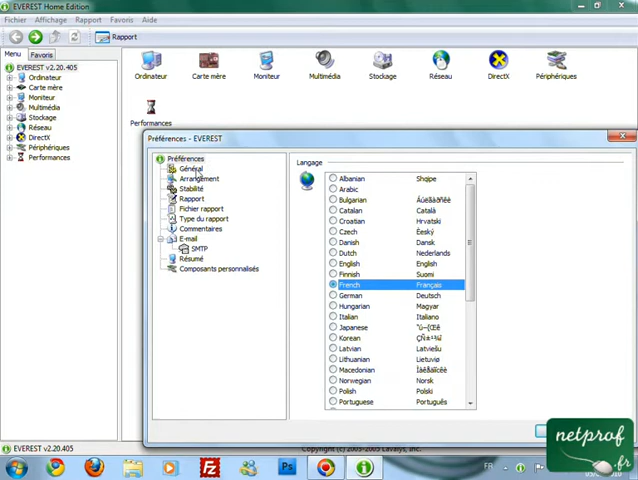 EVEREST Home Edition
Fichier Affichage Rapport Favoris Aide
Rapport
Menu Favoris
EVEREST v2.20.405
Ordinateur
Carte mère
Moniteur
Multimédia
Stockage
Réseau
DirectX
Périphériques
Performances
Ordinateur Carte mère Moniteur Multimédia Stockage Réseau DirectX Périphériques
Performances
Préférences - EVEREST
Préférences
Général
Arrangement
Stabilité
Rapport
Fichier rapport
Type du rapport
Commentaires
E-mail
SMTP
Résumé
Composants personnalisés
Langage
Albanian Shqipe
Arabic
Bulgarian
Catalan Català
Croatian Hrvatski
Czech Èeský
Danish Dansk
Dutch Nederlands
English English
Finnish Suomi
French Français
German Deutsch
Hungarian Magyar
Italian Italiano
Japanese
Korean
Latvian Latviešu
Lithuanian Lietuviø
Macedonian
Norwegian Norsk
Polish Polski
Portuguese Português
EVEREST v2.20.405
Copyright (c) 2003-2005 Lavalys, Inc.
netprof
.fr
FR